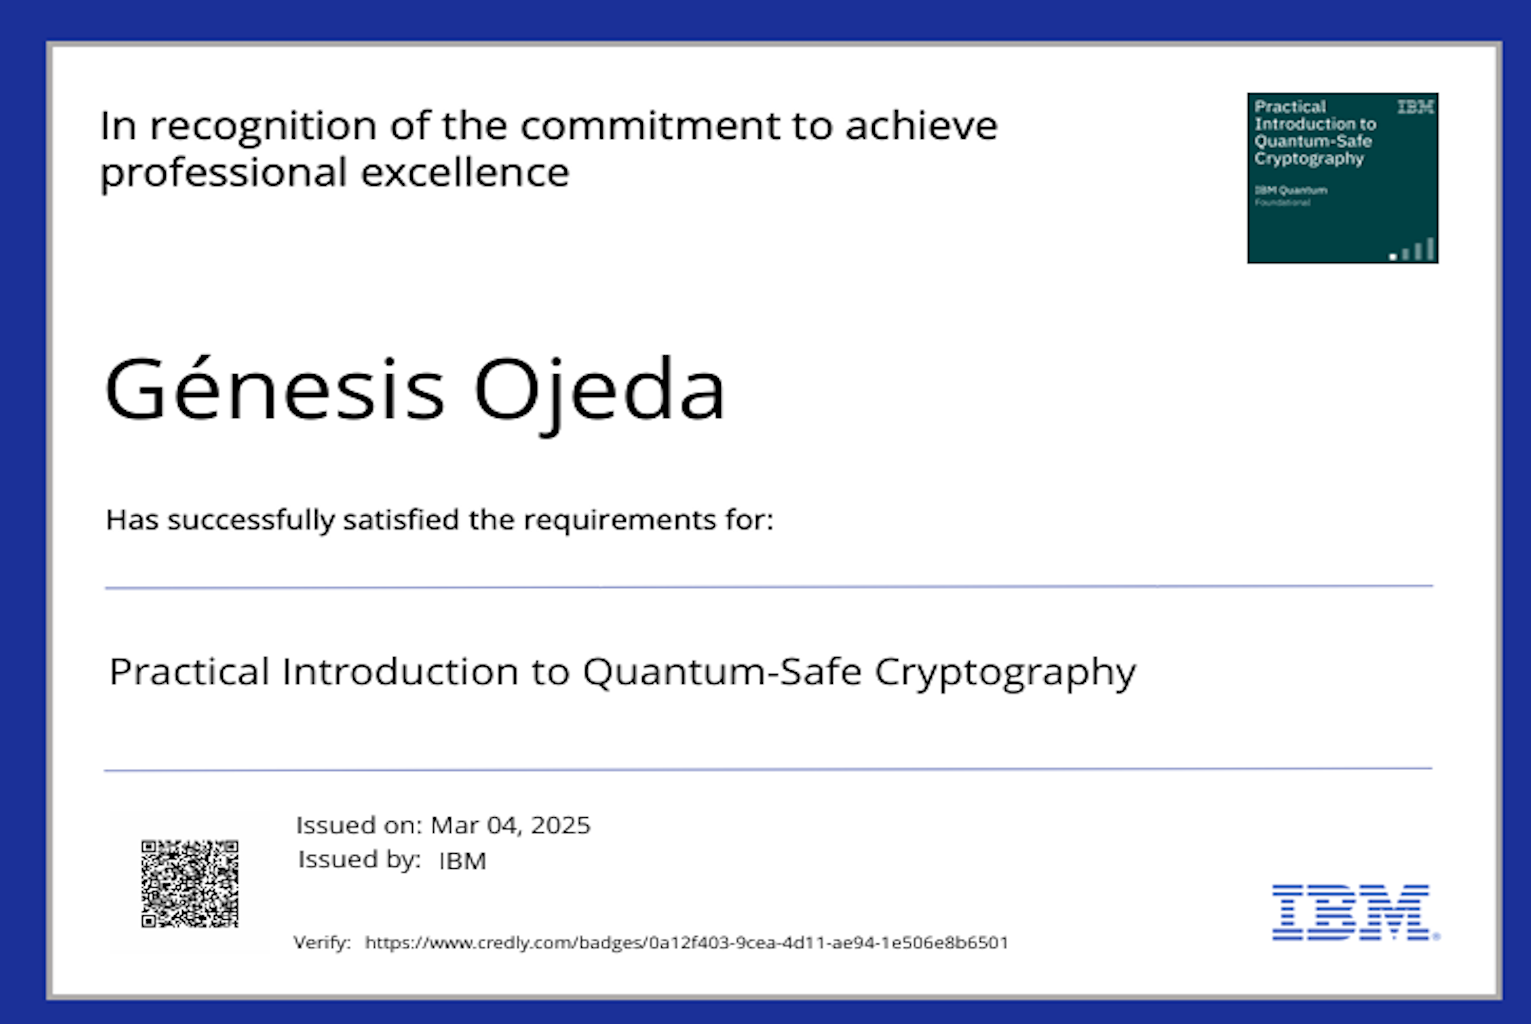 In recognition of the commitment to achieve
professional excellence
Practical
Introduction to
Quantum-Safe
Cryptography
IBM
IBM Quantum
Foundational
Génesis Ojeda
Has successfully satisfied the requirements for:
Practical Introduction to Quantum-Safe Cryptography
Issued on: Mar 04, 2025
Issued by: IBM
Verify: https://www.credly.com/badges/0a12f403-9cea-4d11-ae94-1e506e8b6501
IBM®